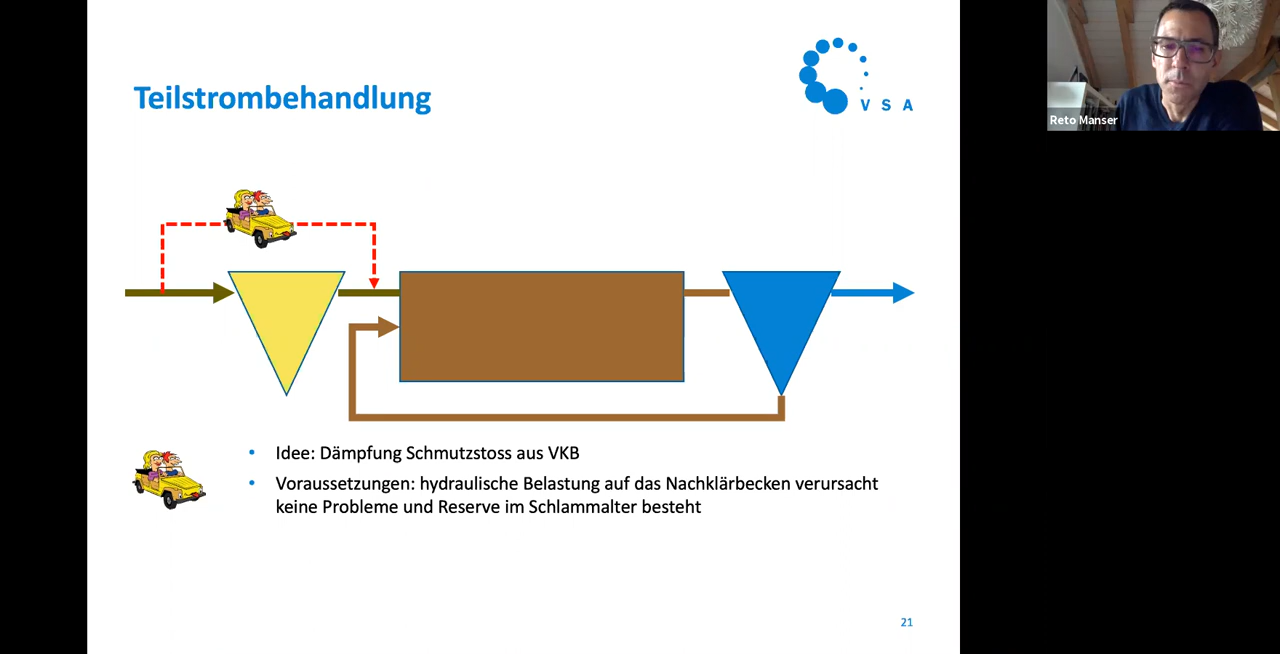 Teilstrombehandlung
VSA
Reto Manser
Idee: Dämpfung Schmutzstoss aus VKB
Voraussetzungen: hydraulische Belastung auf das Nachklärbecken verursacht
keine Probleme und Reserve im Schlammalter besteht
21